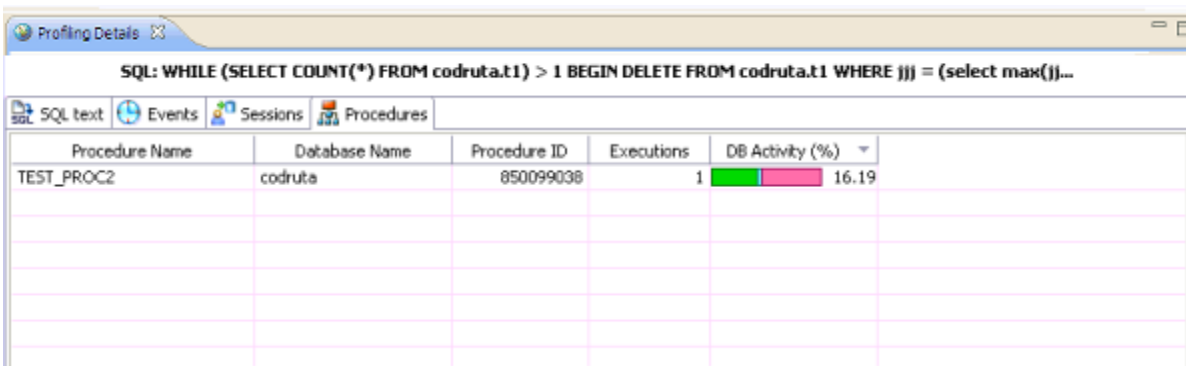 Profiling Details
SQL: WHILE (SELECT COUNT(*) FROM codruta.t1) > 1 BEGIN DELETE FROM codruta.t1 WHERE jjj = (select max(jj...
SQL text Events Sessions Procedures
Procedure Name Database Name Procedure ID Executions DB Activity (%)
TEST_PROC2 codruta 850099038 1 16.19